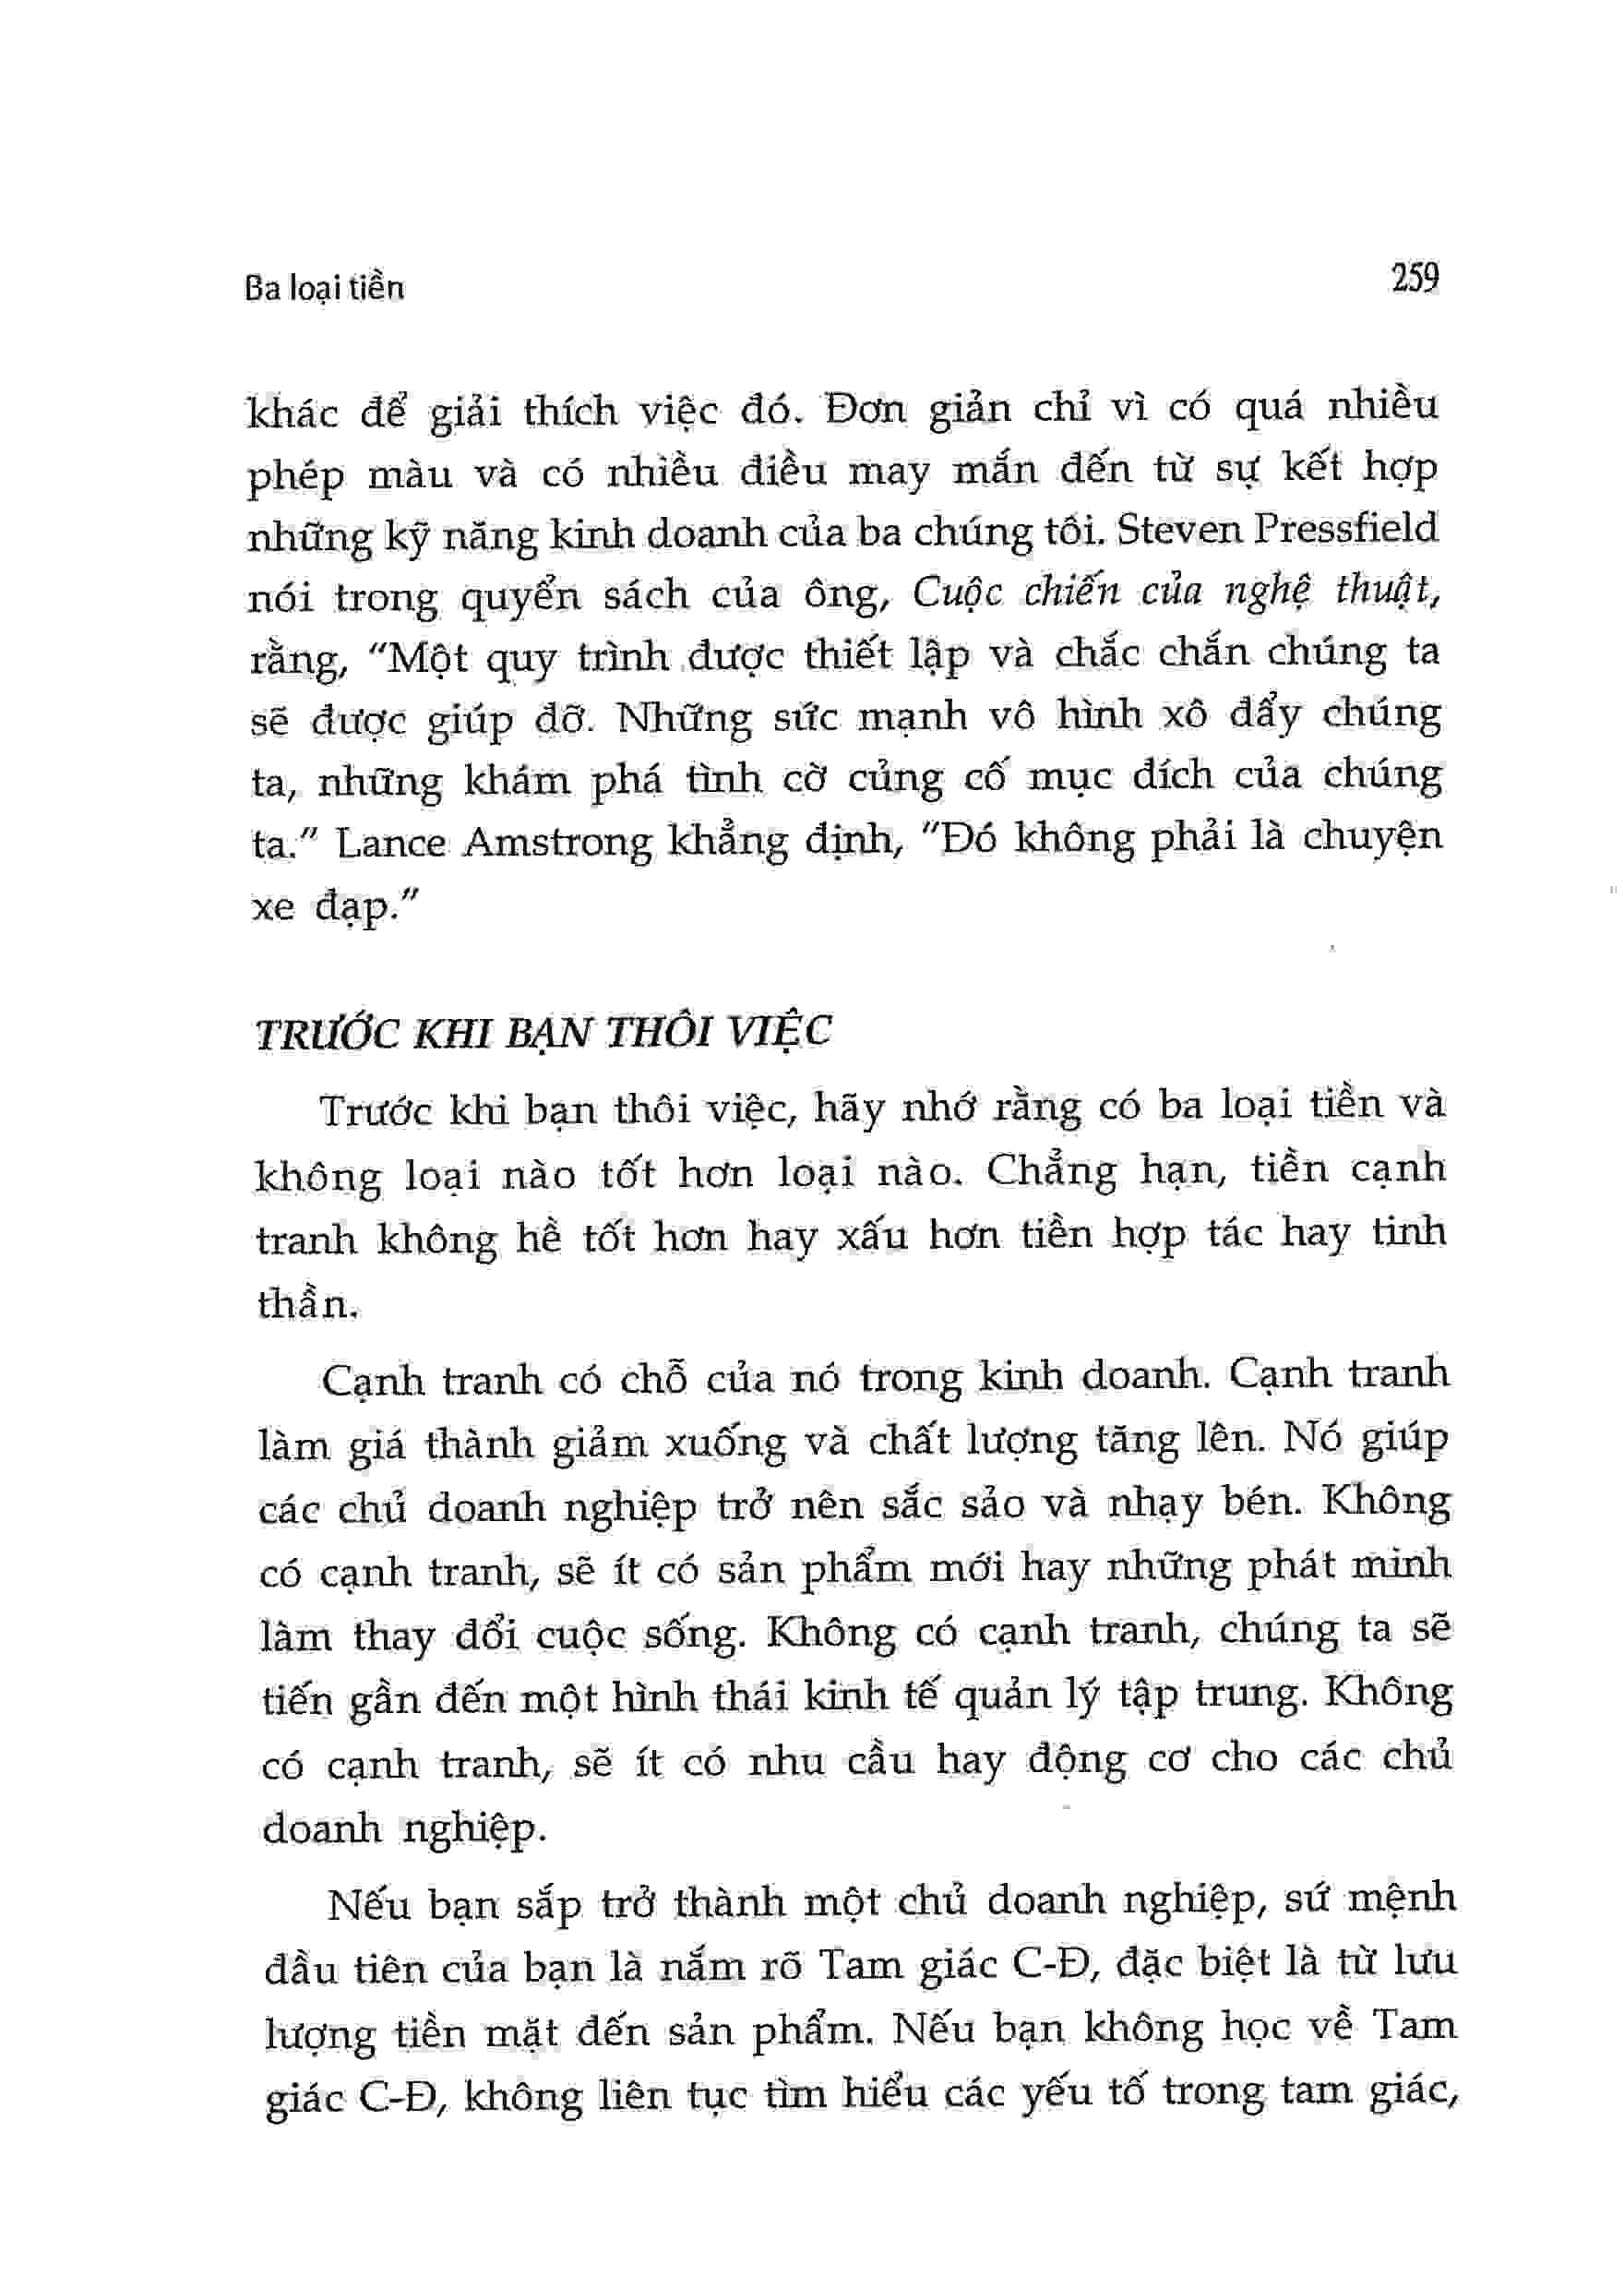 Ba loại tiền
259
khác để giải thích việc đó. Đơn giản chỉ vì có quá nhiều
phép màu và có nhiều điều may mắn đến từ sự kết hợp
những kỹ năng kinh doanh của ba chúng tôi. Steven Pressfield
nói trong quyển sách của ông, Cuộc chiến của nghệ thuật,
rằng, "Một quy trình được thiết lập và chắc chắn chúng ta
sẽ được giúp đỡ. Những sức mạnh vô hình xô đẩy chúng
ta, những khám phá tình cờ củng cố mục đích của chúng
ta." Lance Amstrong khẳng định, "Đó không phải là chuyện
xe đạp."
TRƯỚC KHI BẠN THÔI VIỆC
Trước khi bạn thôi việc, hãy nhớ rằng có ba loại tiền và
không loại nào tốt hơn loại nào. Chẳng hạn, tiền cạnh
tranh không hề tốt hơn hay xấu hơn tiền hợp tác hay tinh
thần.
Cạnh tranh có chỗ của nó trong kinh doanh. Cạnh tranh
làm giá thành giảm xuống và chất lượng tăng lên. Nó giúp
các chủ doanh nghiệp trở nên sắc sảo và nhạy bén. Không
có cạnh tranh, sẽ ít có sản phẩm mới hay những phát minh
làm thay đổi cuộc sống. Không có cạnh tranh, chúng ta sẽ
tiến gần đến một hình thái kinh tế quản lý tập trung. Không
có cạnh tranh, sẽ ít có nhu cầu hay động cơ cho các chủ
doanh nghiệp.
Nếu bạn sắp trở thành một chủ doanh nghiệp, sứ mệnh
đầu tiên của bạn là nắm rõ Tam giác C-Đ, đặc biệt là từ lưu
lượng tiền mặt đến sản phẩm. Nếu bạn không học về Tam
giác C-Đ, không liên tục tìm hiểu các yếu tố trong tam giác,